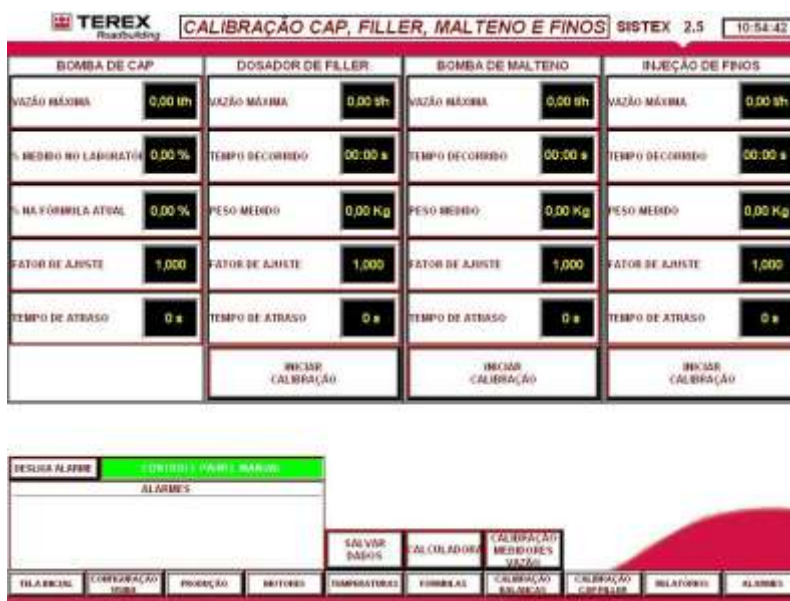 TEREX
Roadbuilding
CALIBRAÇÃO CAP, FILLER, MALTENO E FINOS
SISTEX 2.5
10:54:42
BOMBA DE CAP
VAZÃO MÁXIMA 0,00 t/h
% MEDIDO NO LABORATÓ 0,00 %
% NA FÓRMULA ATUAL 0,00 %
FATOR DE AJUSTE 1,000
TEMPO DE ATRASO 0 s
DOSADOR DE FILLER
VAZÃO MÁXIMA 0,00 t/h
TEMPO DECORRIDO 00:00 s
PESO MEDIDO 0,00 Kg
FATOR DE AJUSTE 1,000
TEMPO DE ATRASO 0 s
INICIAR
CALIBRAÇÃO
BOMBA DE MALTENO
VAZÃO MÁXIMA 0,00 t/h
TEMPO DECORRIDO 00:00 s
PESO MEDIDO 0,00 Kg
FATOR DE AJUSTE 1,000
TEMPO DE ATRASO 0 s
INICIAR
CALIBRAÇÃO
INJEÇÃO DE FINOS
VAZÃO MÁXIMA 0,00 t/h
TEMPO DECORRIDO 00:00 s
PESO MEDIDO 0,00 Kg
FATOR DE AJUSTE 1,000
TEMPO DE ATRASO 0 s
INICIAR
CALIBRAÇÃO
DESLIGA ALARME
CONTROLE PAINEL MANUAL
ALARMES
SALVAR
DADOS
CALCULADORA
CALIBRAÇÃO
MEDIDORES
VAZÃO
TELA INICIAL
CONFIGURAÇÃO
USINA
PRODUÇÃO
MOTORES
TEMPERATURAS
FÓRMULAS
CALIBRAÇÃO
BALANÇAS
CALIBRAÇÃO
CAP FILLER
RELATÓRIOS
ALARMES